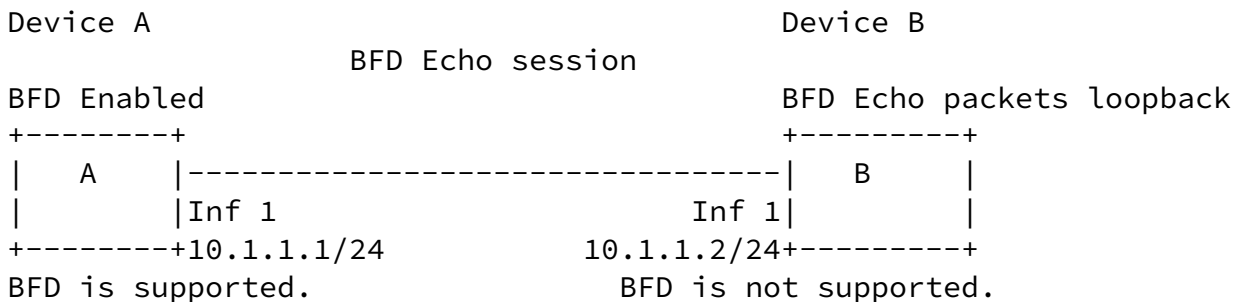 Device A                                   Device B
                   BFD Echo session
BFD Enabled                                BFD Echo packets loopback
+--------+                                 +---------+
|   A    |---------------------------------|   B     |
|        |Inf 1                       Inf 1|         |
+--------+10.1.1.1/24           10.1.1.2/24+---------+
BFD is supported.                 BFD is not supported.